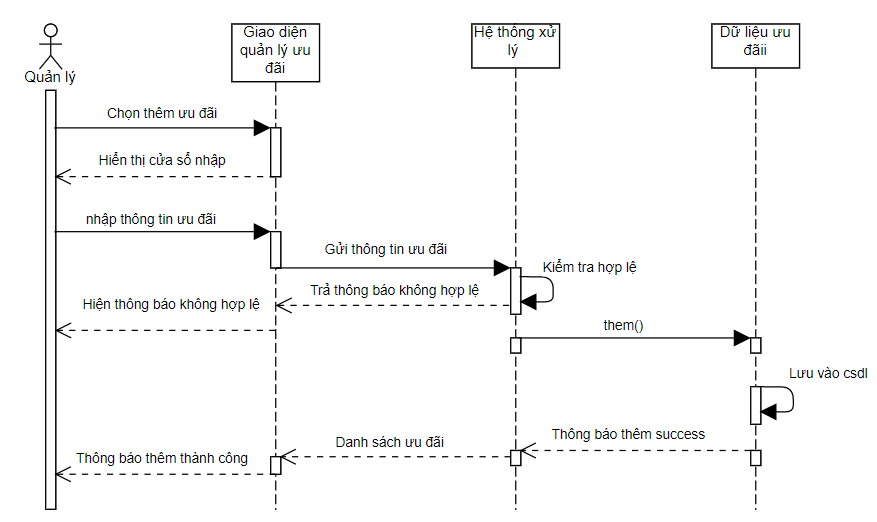 Giao diện
quản lý ưu
đãi
Hệ thông xử
lý
Dữ liệu ưu
đãii
Quản lý
Chọn thêm ưu đãi
Hiển thị cửa sổ nhập
nhập thông tin ưu đãi
Gửi thông tin ưu đãi
Kiểm tra hợp lệ
Trả thông báo không hợp lệ
Hiện thông báo không hợp lệ
them()
Lưu vào csdl
Thông báo thêm success
Danh sách ưu đãi
Thông báo thêm thành công